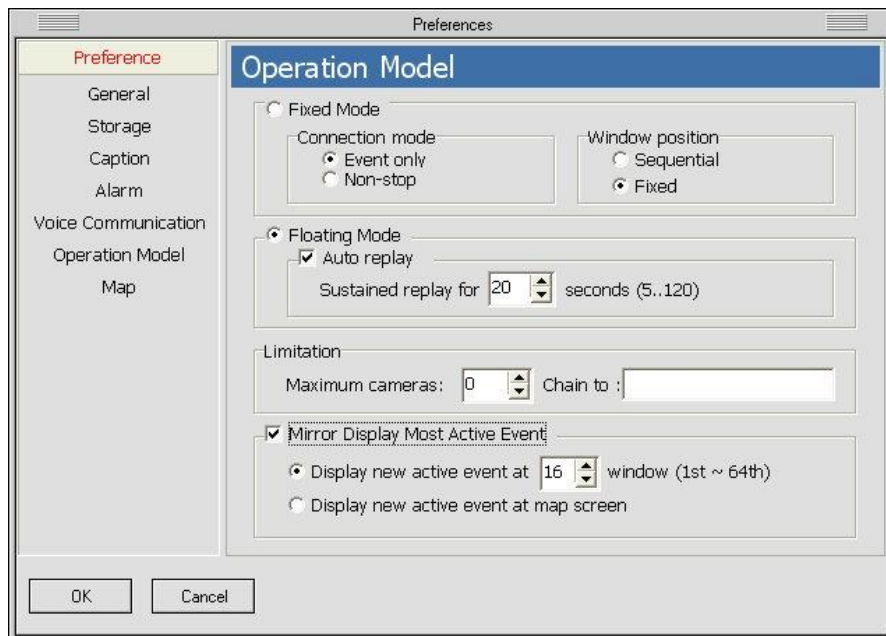 Preferences
Preference
General
Storage
Caption
Alarm
Voice Communication
Operation Model
Map
Operation Model
Fixed Mode
Connection mode
Event only
Non-stop
Window position
Sequential
Fixed
Floating Mode
Auto replay
Sustained replay for 20 seconds (5..120)
Limitation
Maximum cameras: 0 Chain to :
Mirror Display Most Active Event
Display new active event at 16 window (1st ~ 64th)
Display new active event at map screen
OK Cancel